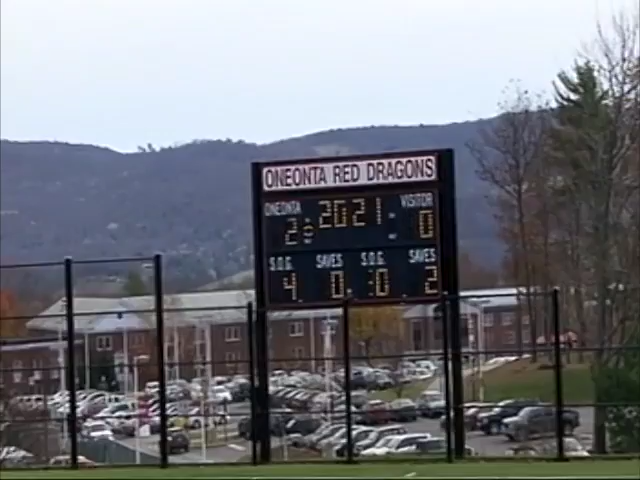 ONEONTA RED DRAGONS
ONEONTA 20:21 VISITOR
2 0
S.O.G. SAVES S.O.G. SAVES
4 0 0 2